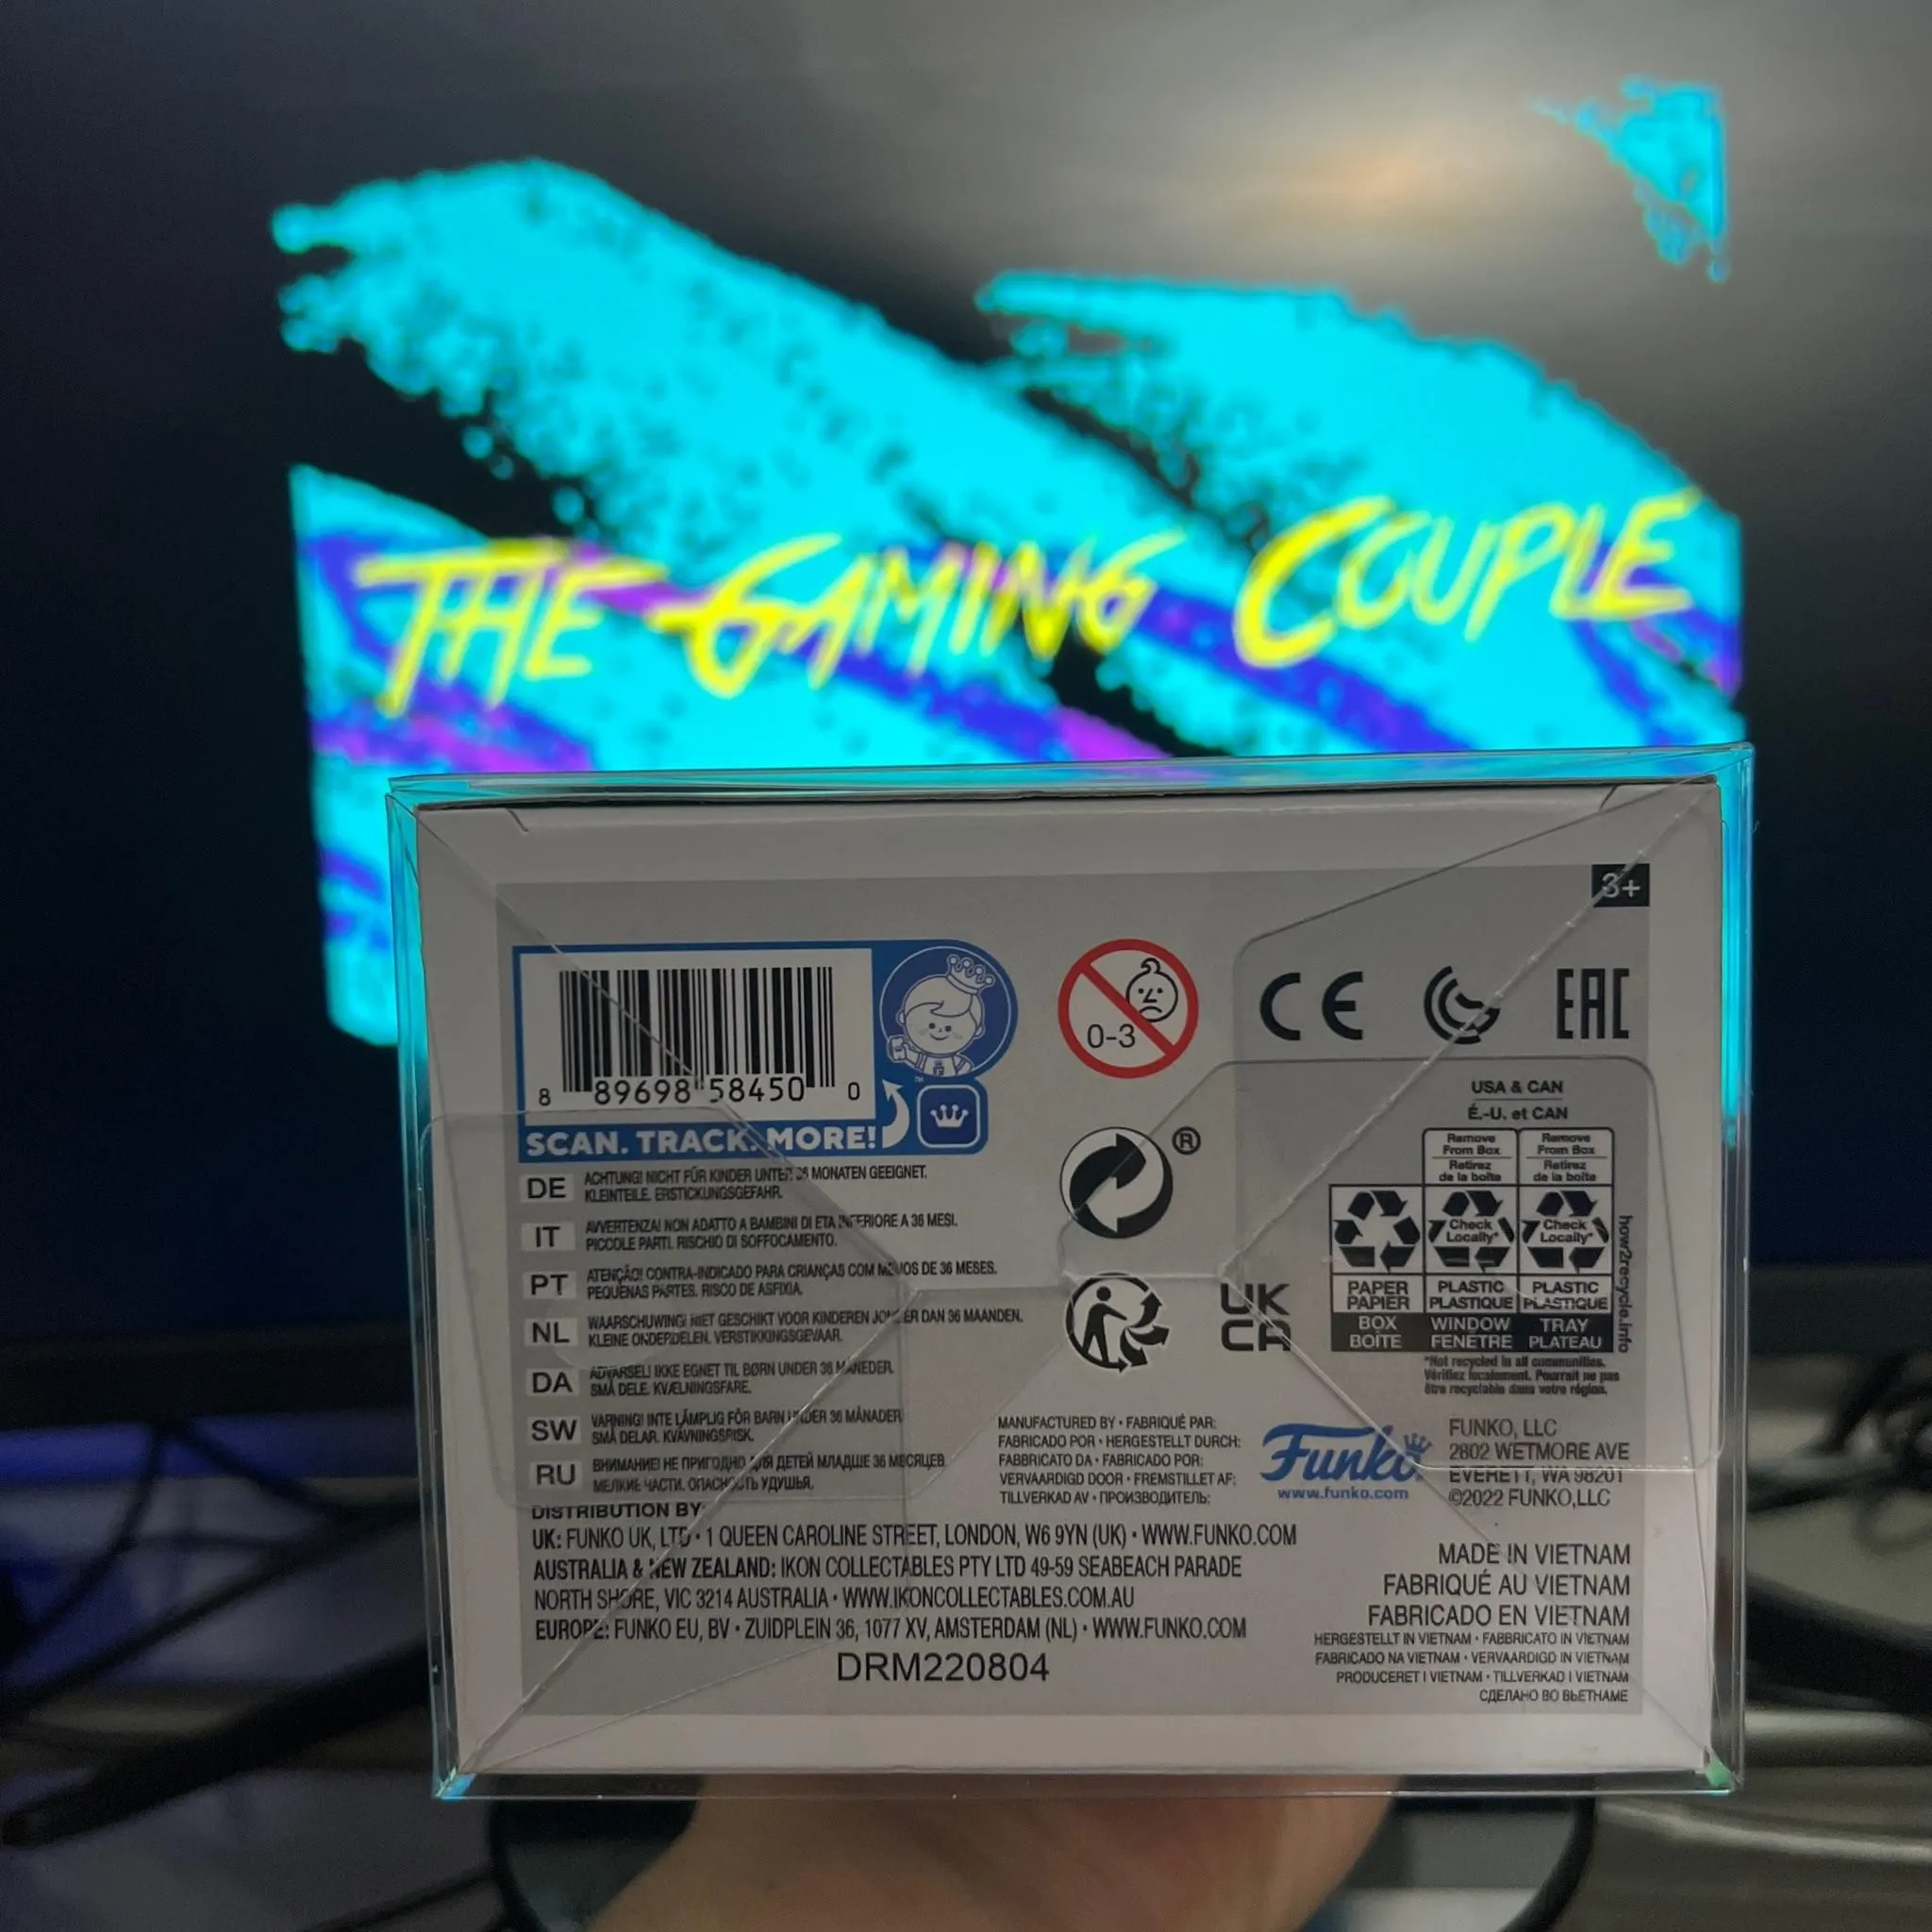 THE GAMING COUPLE
3+
8 89698 58450 0
SCAN. TRACK. MORE!
™
0-3
CE
EAC
DE ACHTUNG! NICHT FÜR KINDER UNTER 36 MONATEN GEEIGNET.
KLEINTEILE. ERSTICKUNGSGEFAHR.
IT AVVERTENZA! NON ADATTO A BAMBINI DI ETA INFERIORE A 36 MESI.
PICCOLE PARTI. RISCHIO DI SOFFOCAMENTO.
PT ATENÇÃO! CONTRA-INDICADO PARA CRIANÇAS COM MENOS DE 36 MESES.
PEQUENAS PARTES. RISCO DE ASFIXIA.
NL WAARSCHUWING! NIET GESCHIKT VOOR KINDEREN JONGER DAN 36 MAANDEN.
KLEINE ONDERDELEN. VERSTIKKINGSGEVAAR.
DA ADVARSEL! IKKE EGNET TIL BØRN UNDER 36 MÅNEDER.
SMÅ DELE. KVÆLNINGSFARE.
SW VARNING! INTE LÄMPLIG FÖR BARN UNDER 36 MÅNADER
SMÅ DELAR. KVÄVNINGSRISK.
RU ВНИМАНИЕ! НЕ ПРИГОДНО ДЛЯ ДЕТЕЙ МЛАДШЕ 36 МЕСЯЦЕВ.
МЕЛКИЕ ЧАСТИ. ОПАСНОСТЬ УДУШЬЯ.
®
UK
CA
USA & CAN
É.-U. et CAN
Remove
From Box
Retirez
de la boîte
Remove
From Box
Retirez
de la boîte
Check
Locally*
Check
Locally*
PAPER
PAPIER
BOX
BOÎTE
PLASTIC
PLASTIQUE
WINDOW
FENÊTRE
PLASTIC
PLASTIQUE
TRAY
PLATEAU
how2recycle.info
*Not recycled in all communities.
Vérifiez localement. Pourrait ne pas
être recyclable dans votre région.
MANUFACTURED BY • FABRIQUÉ PAR:
FABRICADO POR • HERGESTELLT DURCH:
FABBRICATO DA • FABRICADO POR:
VERVAARDIGD DOOR • FREMSTILLET AF:
TILLVERKAD AV • ПРОИЗВОДИТЕЛЬ:
Funko
www.funko.com
FUNKO, LLC
2802 WETMORE AVE
EVERETT, WA 98201
©2022 FUNKO,LLC
DISTRIBUTION BY:
UK: FUNKO UK, LTD • 1 QUEEN CAROLINE STREET, LONDON, W6 9YN (UK) • WWW.FUNKO.COM
AUSTRALIA & NEW ZEALAND: IKON COLLECTABLES PTY LTD 49-59 SEABEACH PARADE
NORTH SHORE, VIC 3214 AUSTRALIA • WWW.IKONCOLLECTABLES.COM.AU
EUROPE: FUNKO EU, BV • ZUIDPLEIN 36, 1077 XV, AMSTERDAM (NL) • WWW.FUNKO.COM
DRM220804
MADE IN VIETNAM
FABRIQUÉ AU VIETNAM
FABRICADO EN VIETNAM
HERGESTELLT IN VIETNAM • FABBRICATO IN VIETNAM
FABRICADO NA VIETNAM • VERVAARDIGD IN VIETNAM
PRODUCERET I VIETNAM • TILLVERKAD I VIETNAM
СДЕЛАНО ВО ВЬЕТНАМЕ